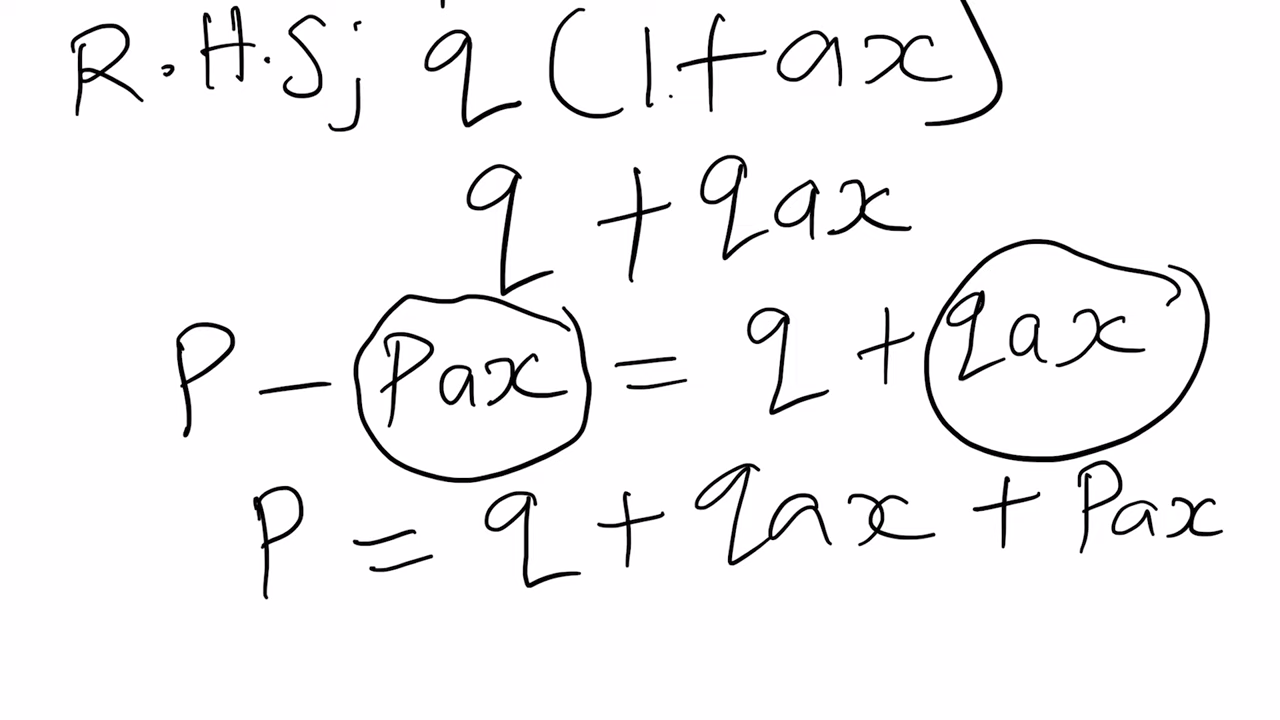 R.H.S; q (1+ax)
q + qax
P - Pax = q + qax
P = q + qax + Pax